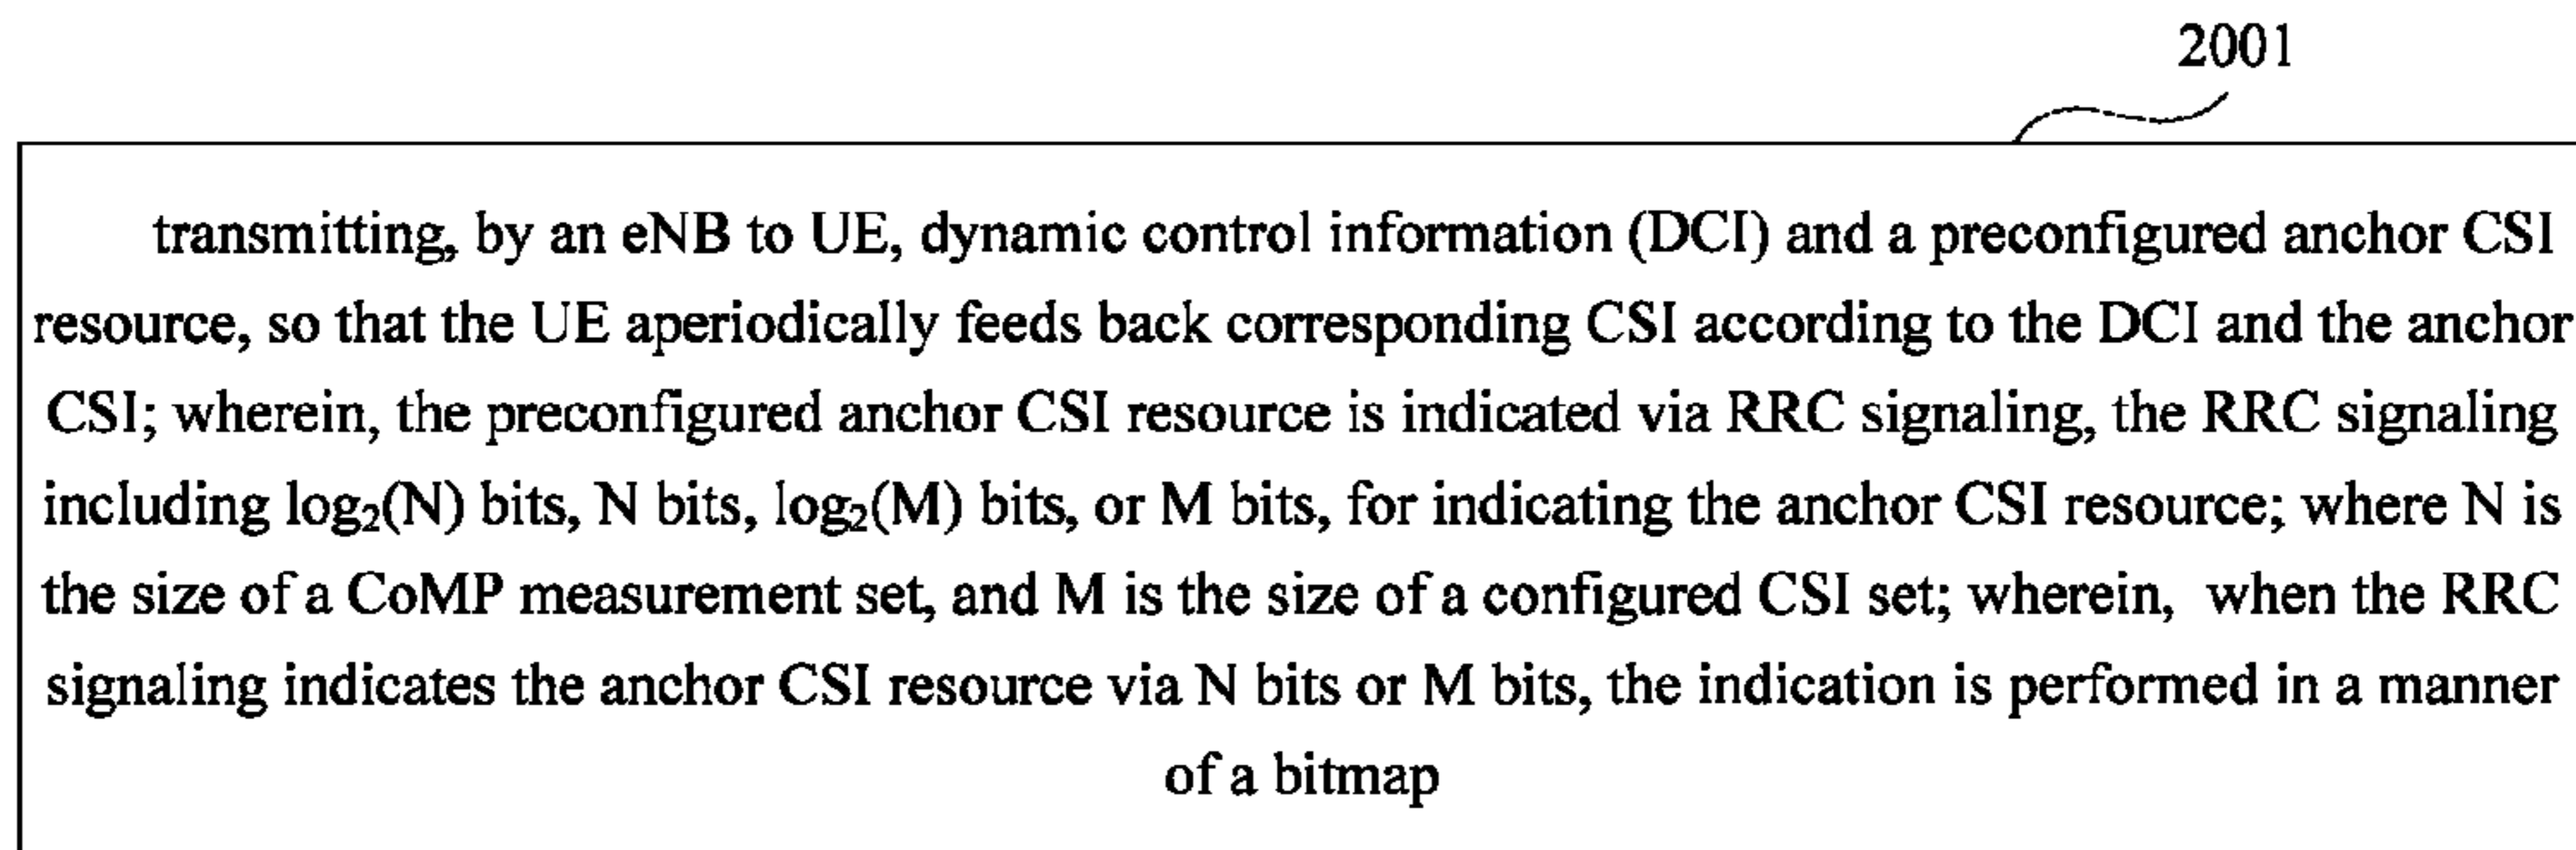 2001
transmitting, by an eNB to UE, dynamic control information (DCI) and a preconfigured anchor CSI
resource, so that the UE aperiodically feeds back corresponding CSI according to the DCI and the anchor
CSI; wherein, the preconfigured anchor CSI resource is indicated via RRC signaling, the RRC signaling
including log₂(N) bits, N bits, log₂(M) bits, or M bits, for indicating the anchor CSI resource; where N is
the size of a CoMP measurement set, and M is the size of a configured CSI set; wherein, when the RRC
signaling indicates the anchor CSI resource via N bits or M bits, the indication is performed in a manner
of a bitmap